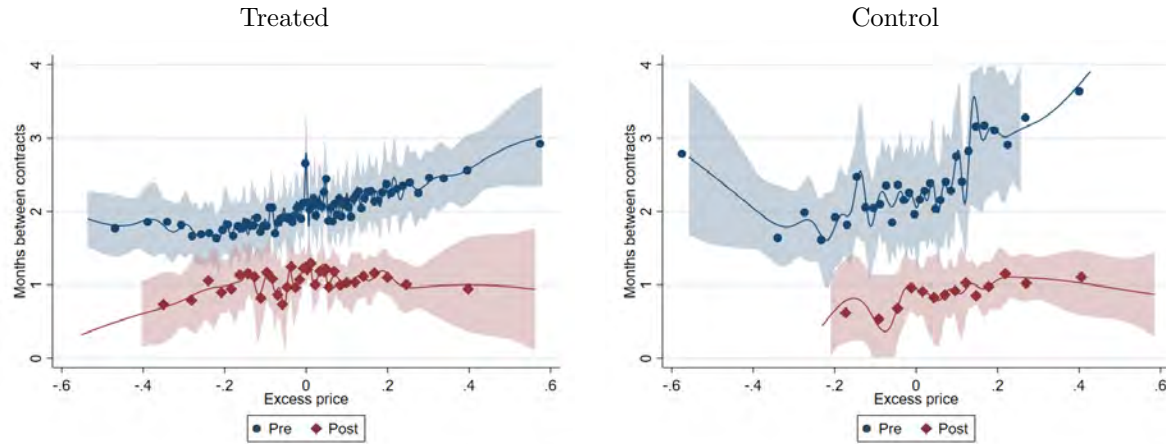 Treated
Control
Months between contracts
4
3
2
1
0
-.6
-.4
-.2
0
.2
.4
.6
Excess price
Pre
Post
Months between contracts
4
3
2
1
0
-.6
-.4
-.2
0
.2
.4
.6
Excess price
Pre
Post